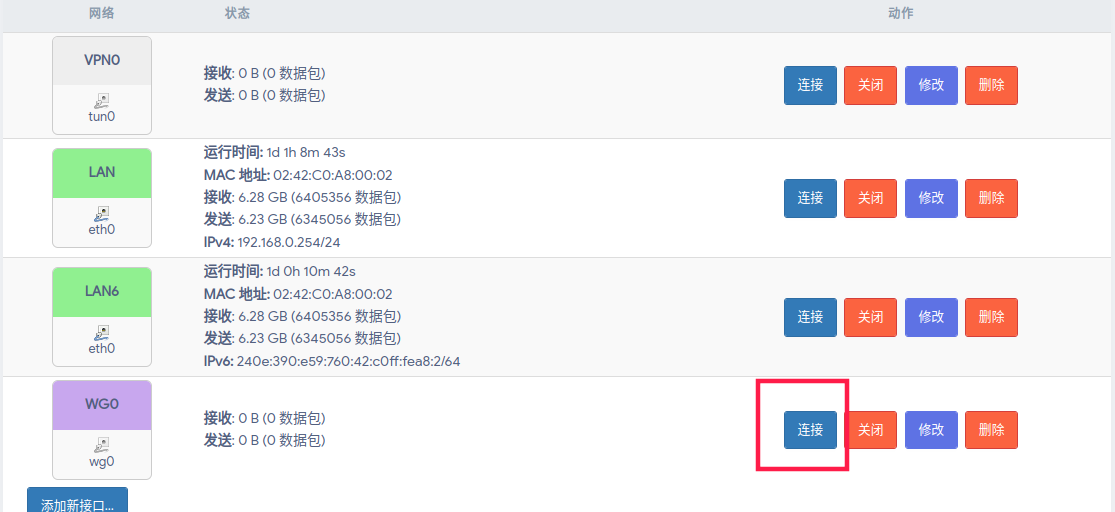 网络 状态 动作
VPN0
tun0
接收: 0 B (0 数据包)
发送: 0 B (0 数据包)
连接 关闭 修改 删除
LAN
eth0
运行时间: 1d 1h 8m 43s
MAC 地址: 02:42:C0:A8:00:02
接收: 6.28 GB (6405356 数据包)
发送: 6.23 GB (6345056 数据包)
IPv4: 192.168.0.254/24
连接 关闭 修改 删除
LAN6
eth0
运行时间: 1d 0h 10m 42s
MAC 地址: 02:42:C0:A8:00:02
接收: 6.28 GB (6405356 数据包)
发送: 6.23 GB (6345056 数据包)
IPv6: 240e:390:e59:760:42:c0ff:fea8:2/64
连接 关闭 修改 删除
WG0
wg0
接收: 0 B (0 数据包)
发送: 0 B (0 数据包)
连接 关闭 修改 删除
添加新接口...